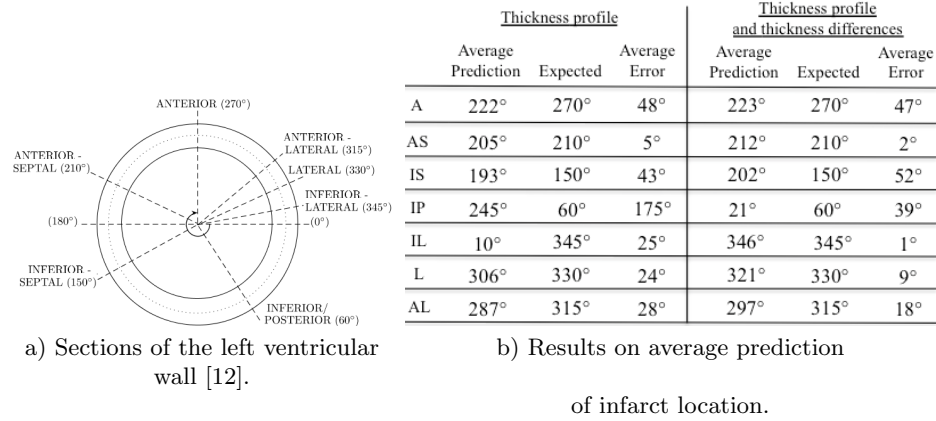 ANTERIOR (270°)
ANTERIOR -
LATERAL (315°)
LATERAL (330°)
INFERIOR -
LATERAL (345°)
(0°)
ANTERIOR -
SEPTAL (210°)
(180°)
INFERIOR -
SEPTAL (150°)
INFERIOR/
POSTERIOR (60°)
a) Sections of the left ventricular
wall [12].
Thickness profile
Thickness profile
and thickness differences
Average Prediction Expected Average Error Average Prediction Expected Average Error
A 222° 270° 48° 223° 270° 47°
AS 205° 210° 5° 212° 210° 2°
IS 193° 150° 43° 202° 150° 52°
IP 245° 60° 175° 21° 60° 39°
IL 10° 345° 25° 346° 345° 1°
L 306° 330° 24° 321° 330° 9°
AL 287° 315° 28° 297° 315° 18°
b) Results on average prediction
of infarct location.